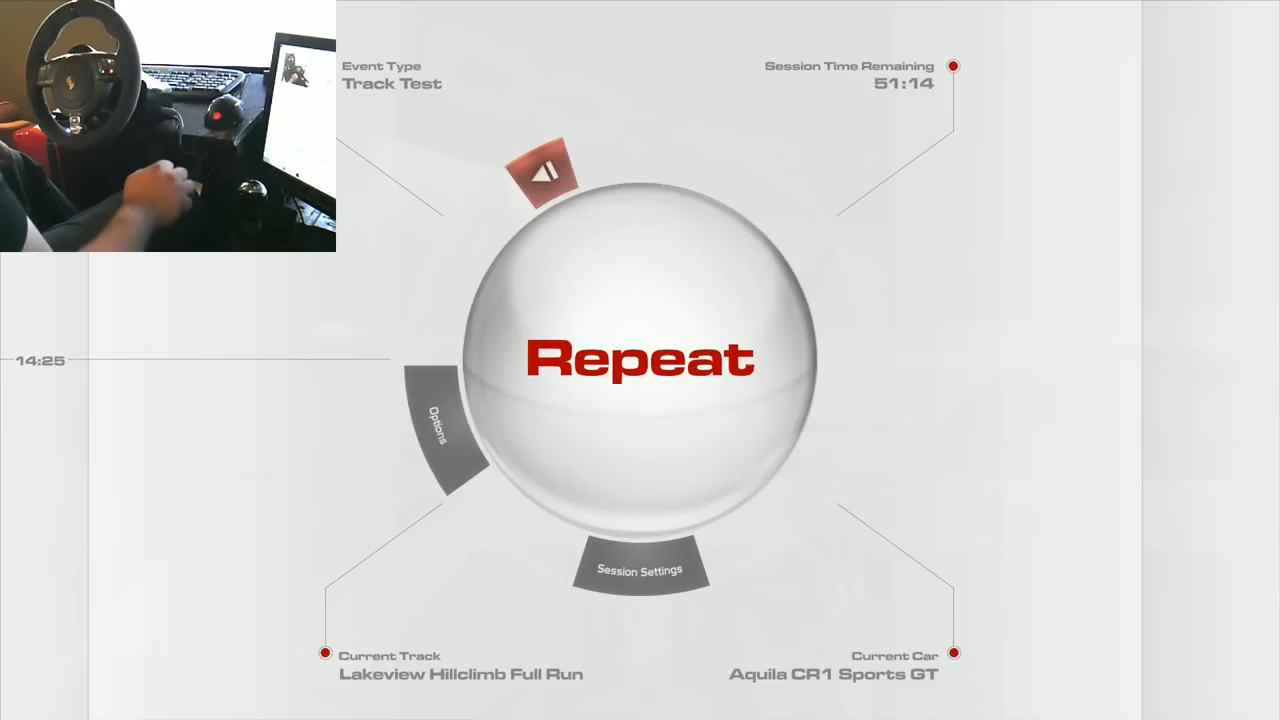 Event Type
Track Test
Session Time Remaining
51:14
14:25
Repeat
Options
Session Settings
Current Track
Lakeview Hillclimb Full Run
Current Car
Aquila CR1 Sports GT